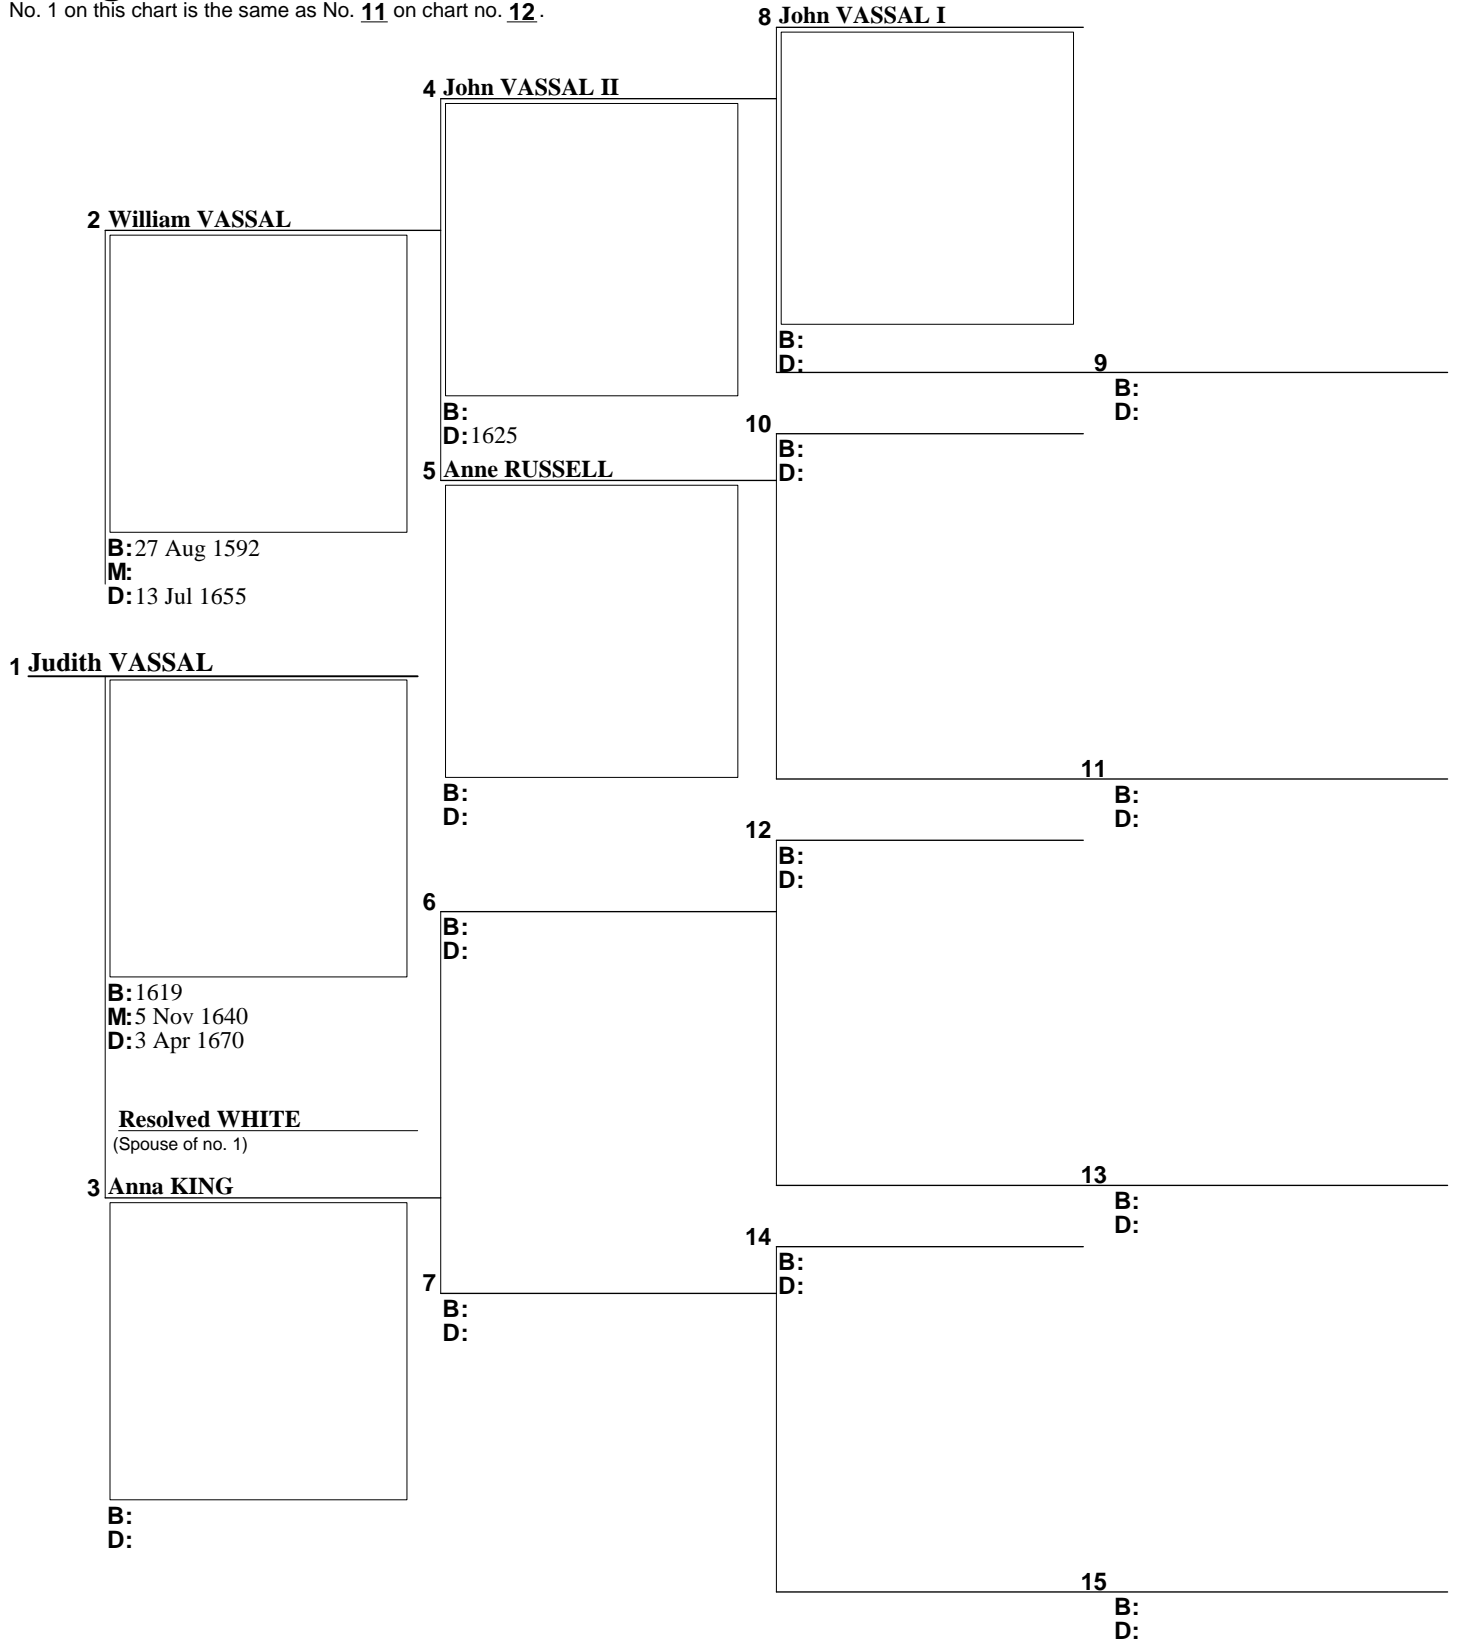 No. 1 on this chart is the same as No. 11 on chart no. 12.
8 John VASSAL I
B:
D:
4 John VASSAL II
B:
D: 1625
2 William VASSAL
B: 27 Aug 1592
M:
D: 13 Jul 1655
9
B:
D:
10
B:
D:
5 Anne RUSSELL
B:
D:
1 Judith VASSAL
B: 1619
M: 5 Nov 1640
D: 3 Apr 1670
Resolved WHITE
(Spouse of no. 1)
11
B:
D:
12
B:
D:
6
B:
D:
3 Anna KING
B:
D:
13
B:
D:
14
B:
D:
7
B:
D:
15
B:
D: